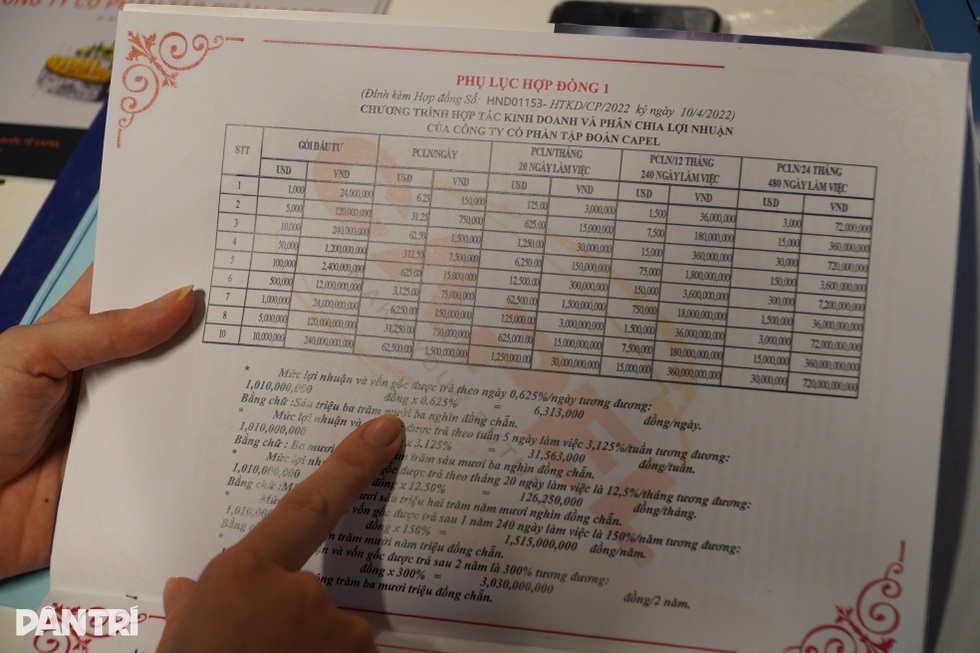 PHỤ LỤC HỢP ĐỒNG 1
(Đính kèm Hợp đồng Số: HND01153- HTKD/CP/2022 ký ngày 10/4/2022)
CHƯƠNG TRÌNH HỢP TÁC KINH DOANH VÀ PHÂN CHIA LỢI NHUẬN
CỦA CÔNG TY CỔ PHẦN TẬP ĐOÀN CAPEL
STT GÓI ĐẦU TƯ PCLN/NGÀY PCLN/THÁNG 20 NGÀY LÀM VIỆC PCLN/12 THÁNG 240 NGÀY LÀM VIỆC PCLN/24 THÁNG 480 NGÀY LÀM VIỆC
USD VND USD VND USD VND USD VND USD VND
1 1,000 24,000,000 6.25 150,000 125.00 3,000,000 1,500 36,000,000 3,000 72,000,000
2 5,000 120,000,000 31.25 750,000 625.00 15,000,000 7,500 180,000,000 15,000 360,000,000
3 10,000 240,000,000 62.50 1,500,000 1,250.00 30,000,000 15,000 360,000,000 30,000 720,000,000
4 50,000 1,200,000,000 312.50 7,500,000 6,250.00 150,000,000 75,000 1,800,000,000 150,000 3,600,000,000
5 100,000 2,400,000,000 625.00 15,000,000 12,500.00 300,000,000 150,000 3,600,000,000 300,000 7,200,000,000
6 500,000 12,000,000,000 3,125.00 75,000,000 62,500.00 1,500,000,000 750,000 18,000,000,000 1,500,000 36,000,000,000
7 1,000,000 24,000,000,000 6,250.00 150,000,000 125,000.00 3,000,000,000 1,500,000 36,000,000,000 3,000,000 72,000,000,000
8 5,000,000 120,000,000,000 31,250.00 750,000,000 625,000.00 15,000,000,000 7,500,000 180,000,000,000 15,000,000 360,000,000,000
10 10,000,000 240,000,000,000 62,500.00 1,500,000,000 1,250,000.00 30,000,000,000 15,000,000 360,000,000,000 30,000,000 720,000,000,000
* Mức lợi nhuận và vốn gốc được trả theo ngày 0,625%/ngày tương đương:
1,010,000,000 đồng x 0.625% = 6,313,000 đồng/ngày.
Bằng chữ: Sáu triệu ba trăm mười ba nghìn đồng chẵn.
* Mức lợi nhuận và được trả theo tuần 5 ngày làm việc 3,125%/tuần tương đương:
1,010,000,000 x 3.125% = 31,563,000 đồng/tuần.
Bằng chữ : Ba mươi trăm sáu mươi ba nghìn đồng chẵn.
* Mức lợi gốc được trả theo tháng 20 ngày làm việc là 12,5%/tháng tương đương:
1,010,000,000 đồng x 12.50% = 126,250,000 đồng/tháng.
Bằng chữ ươi sáu triệu hai trăm năm mươi nghìn đồng chẵn.
* Mức vốn gốc được trả sau 1 năm 240 ngày làm việc là 150%/năm tương đương:
đồng x 150% = 1,515,000,000 đồng/năm.
Bằng trăm mười năm triệu đồng chẵn.
* và vốn gốc được trả sau 2 năm là 300% tương đương:
đồng x 300% = 3,030,000,000 đồng/2 năm.
trăm ba mươi triệu đồng chẵn.
DÂN TRÍ